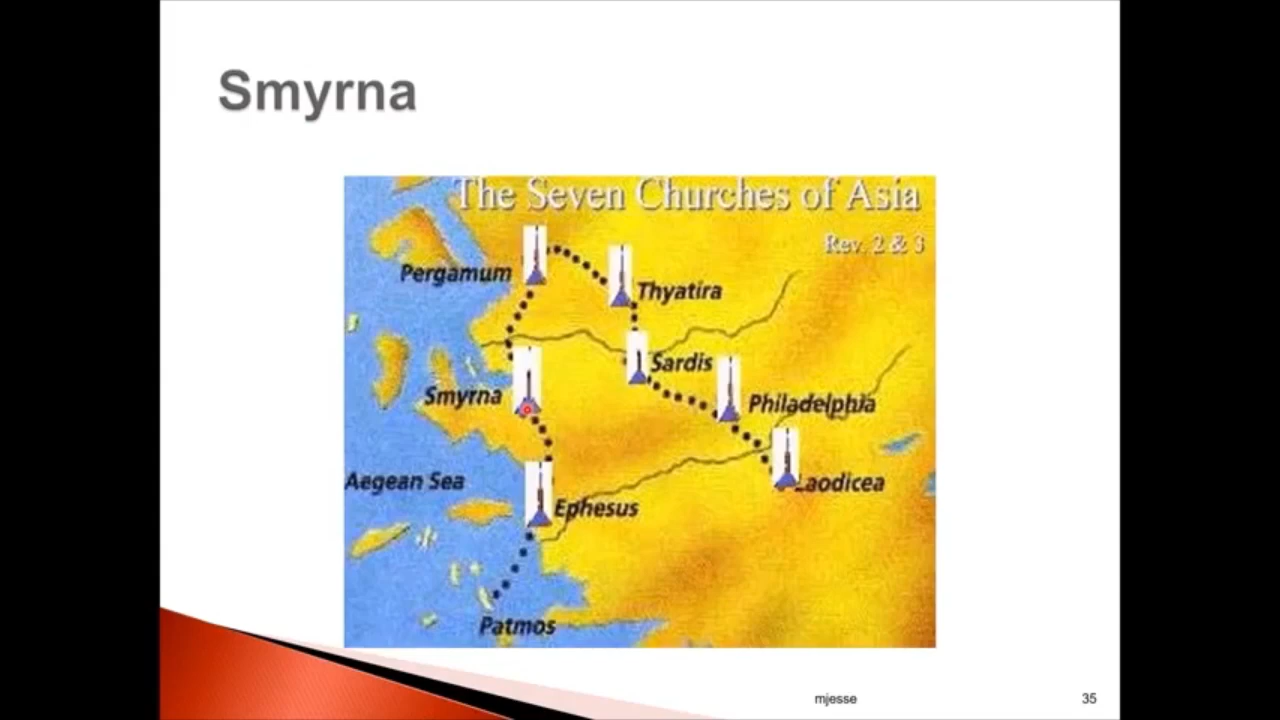 Smyrna
The Seven Churches of Asia
Rev. 2 & 3
Pergamum
Thyatira
Sardis
Smyrna
Philadelphia
Aegean Sea
Laodicea
Ephesus
Patmos
mjesse
35